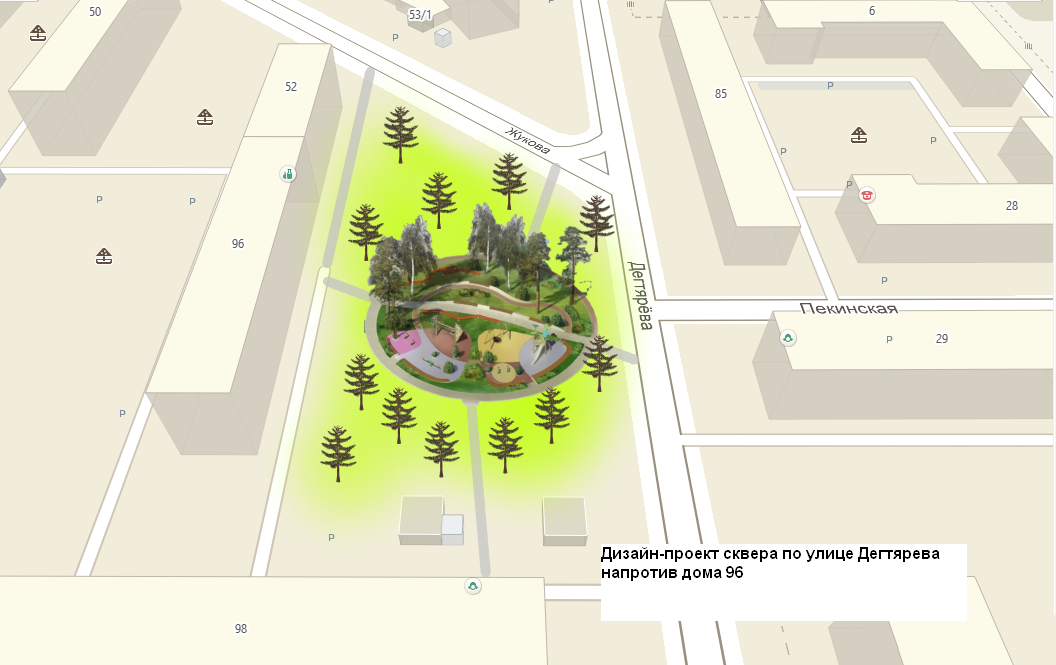 50
53/1
6
P
52
85
P
Жукова
P
P
P
P
P
28
96
Дегтярёва
P
Пекинская
P
29
P
P
Дизайн-проект сквера по улице Дегтярева
напротив дома 96
98